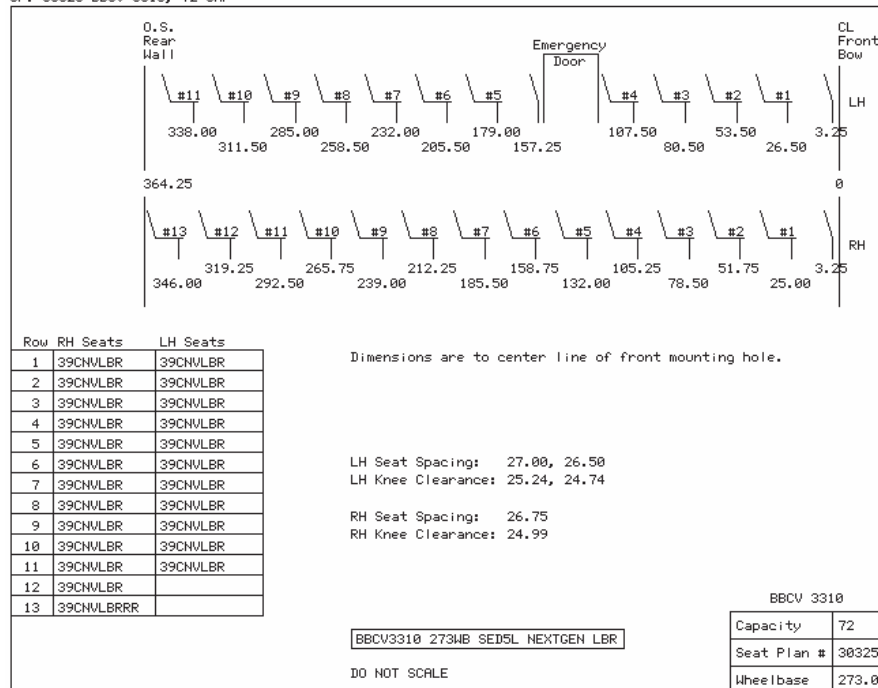 O.S.
Rear
Wall
Emergency
Door
CL
Front
Bow
#11 #10 #9 #8 #7 #6 #5 #4 #3 #2 #1 LH
338.00 285.00 232.00 179.00 107.50 53.50 3.25
311.50 258.50 205.50 157.25 80.50 26.50
364.25 0
#13 #12 #11 #10 #9 #8 #7 #6 #5 #4 #3 #2 #1 RH
319.25 265.75 212.25 158.75 105.25 51.75 3.25
346.00 292.50 239.00 185.50 132.00 78.50 25.00
Row RH Seats LH Seats
1 39CNVLBR 39CNVLBR
2 39CNVLBR 39CNVLBR
3 39CNVLBR 39CNVLBR
4 39CNVLBR 39CNVLBR
5 39CNVLBR 39CNVLBR
6 39CNVLBR 39CNVLBR
7 39CNVLBR 39CNVLBR
8 39CNVLBR 39CNVLBR
9 39CNVLBR 39CNVLBR
10 39CNVLBR 39CNVLBR
11 39CNVLBR 39CNVLBR
12 39CNVLBR
13 39CNVLBRRR
Dimensions are to center line of front mounting hole.
LH Seat Spacing: 27.00, 26.50
LH Knee Clearance: 25.24, 24.74
RH Seat Spacing: 26.75
RH Knee Clearance: 24.99
BBCV3310 273WB SED5L NEXTGEN LBR
DO NOT SCALE
BBCV 3310
Capacity 72
Seat Plan # 30325
Wheelbase 273.0